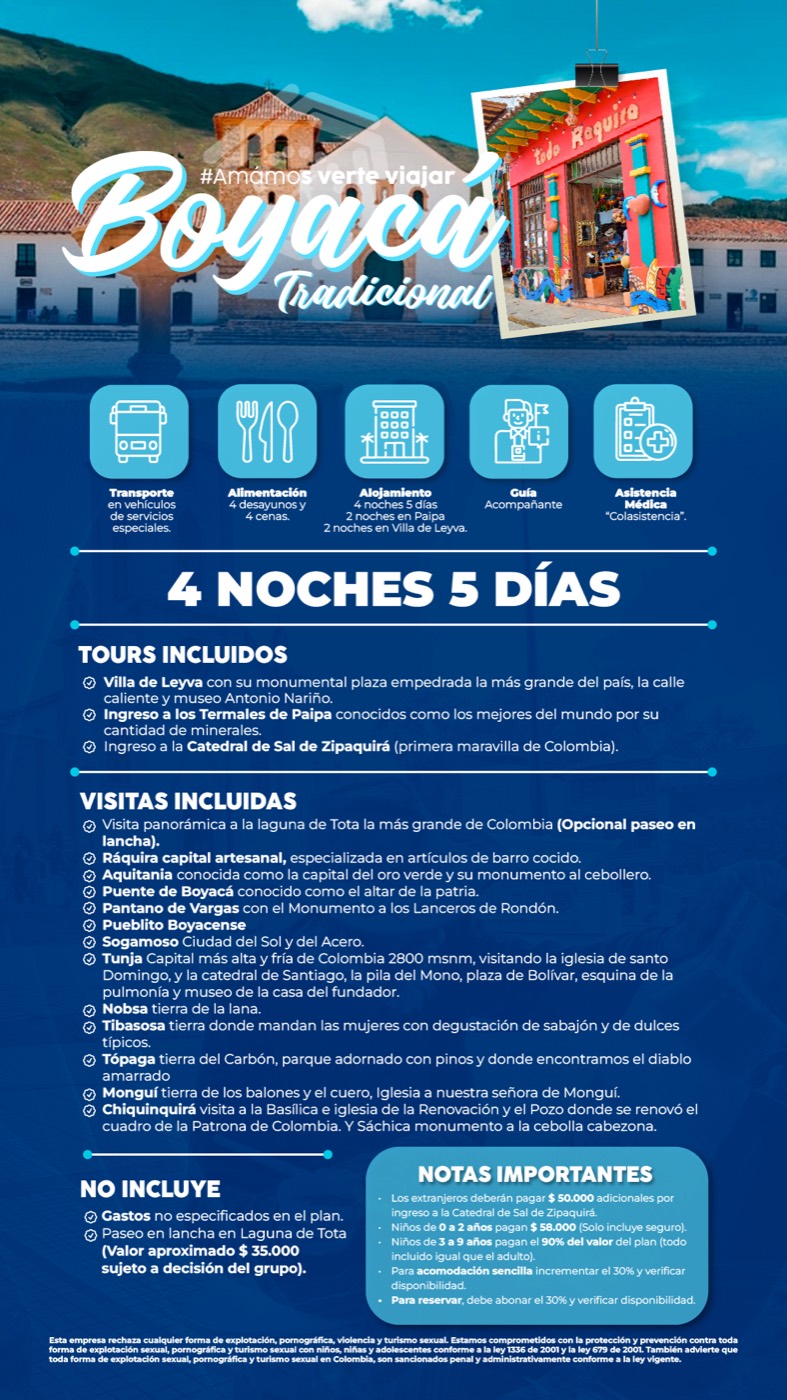 #Amámos verte viajar
Boyacá
Tradicional
todo Raquira
Transporte
en vehículos
de servicios
especiales.
Alimentación
4 desayunos y
4 cenas.
Alojamiento
4 noches 5 días
2 noches en Paipa
2 noches en Villa de Leyva.
Guía
Acompañante
Asistencia
Médica
“Colasistencia”.
4 NOCHES 5 DÍAS
TOURS INCLUIDOS
Villa de Leyva con su monumental plaza empedrada la más grande del país, la calle
caliente y museo Antonio Nariño.
Ingreso a los Termales de Paipa conocidos como los mejores del mundo por su
cantidad de minerales.
Ingreso a la Catedral de Sal de Zipaquirá (primera maravilla de Colombia).
VISITAS INCLUIDAS
Visita panorámica a la laguna de Tota la más grande de Colombia (Opcional paseo en
lancha).
Ráquira capital artesanal, especializada en artículos de barro cocido.
Aquitania conocida como la capital del oro verde y su monumento al cebollero.
Puente de Boyacá conocido como el altar de la patria.
Pantano de Vargas con el Monumento a los Lanceros de Rondón.
Pueblito Boyacense
Sogamoso Ciudad del Sol y del Acero.
Tunja Capital más alta y fría de Colombia 2800 msnm, visitando la iglesia de santo
Domingo, y la catedral de Santiago, la pila del Mono, plaza de Bolívar, esquina de la
pulmonía y museo de la casa del fundador.
Nobsa tierra de la lana.
Tibasosa tierra donde mandan las mujeres con degustación de sabajón y de dulces
típicos.
Tópaga tierra del Carbón, parque adornado con pinos y donde encontramos el diablo
amarrado
Monguí tierra de los balones y el cuero, Iglesia a nuestra señora de Monguí.
Chiquinquirá visita a la Basílica e iglesia de la Renovación y el Pozo donde se renovó el
cuadro de la Patrona de Colombia. Y Sáchica monumento a la cebolla cabezona.
NO INCLUYE
Gastos no especificados en el plan.
Paseo en lancha en Laguna de Tota
(Valor aproximado $ 35.000
sujeto a decisión del grupo).
NOTAS IMPORTANTES
• Los extranjeros deberán pagar $ 50.000 adicionales por
ingreso a la Catedral de Sal de Zipaquirá.
• Niños de 0 a 2 años pagan $ 58.000 (Solo incluye seguro).
• Niños de 3 a 9 años pagan el 90% del valor del plan (todo
incluido igual que el adulto).
• Para acomodación sencilla incrementar el 30% y verificar
disponibilidad.
• Para reservar, debe abonar el 30% y verificar disponibilidad.
Esta empresa rechaza cualquier forma de explotación, pornográfica, violencia y turismo sexual. Estamos comprometidos con la protección y prevención contra toda
forma de explotación sexual, pornográfica y turismo sexual con niños, niñas y adolescentes conforme a la ley 1336 de 2001 y la ley 679 de 2001. También advierte que
toda forma de explotación sexual, pornográfica y turismo sexual en Colombia, son sancionados penal y administrativamente conforme a la ley vigente.